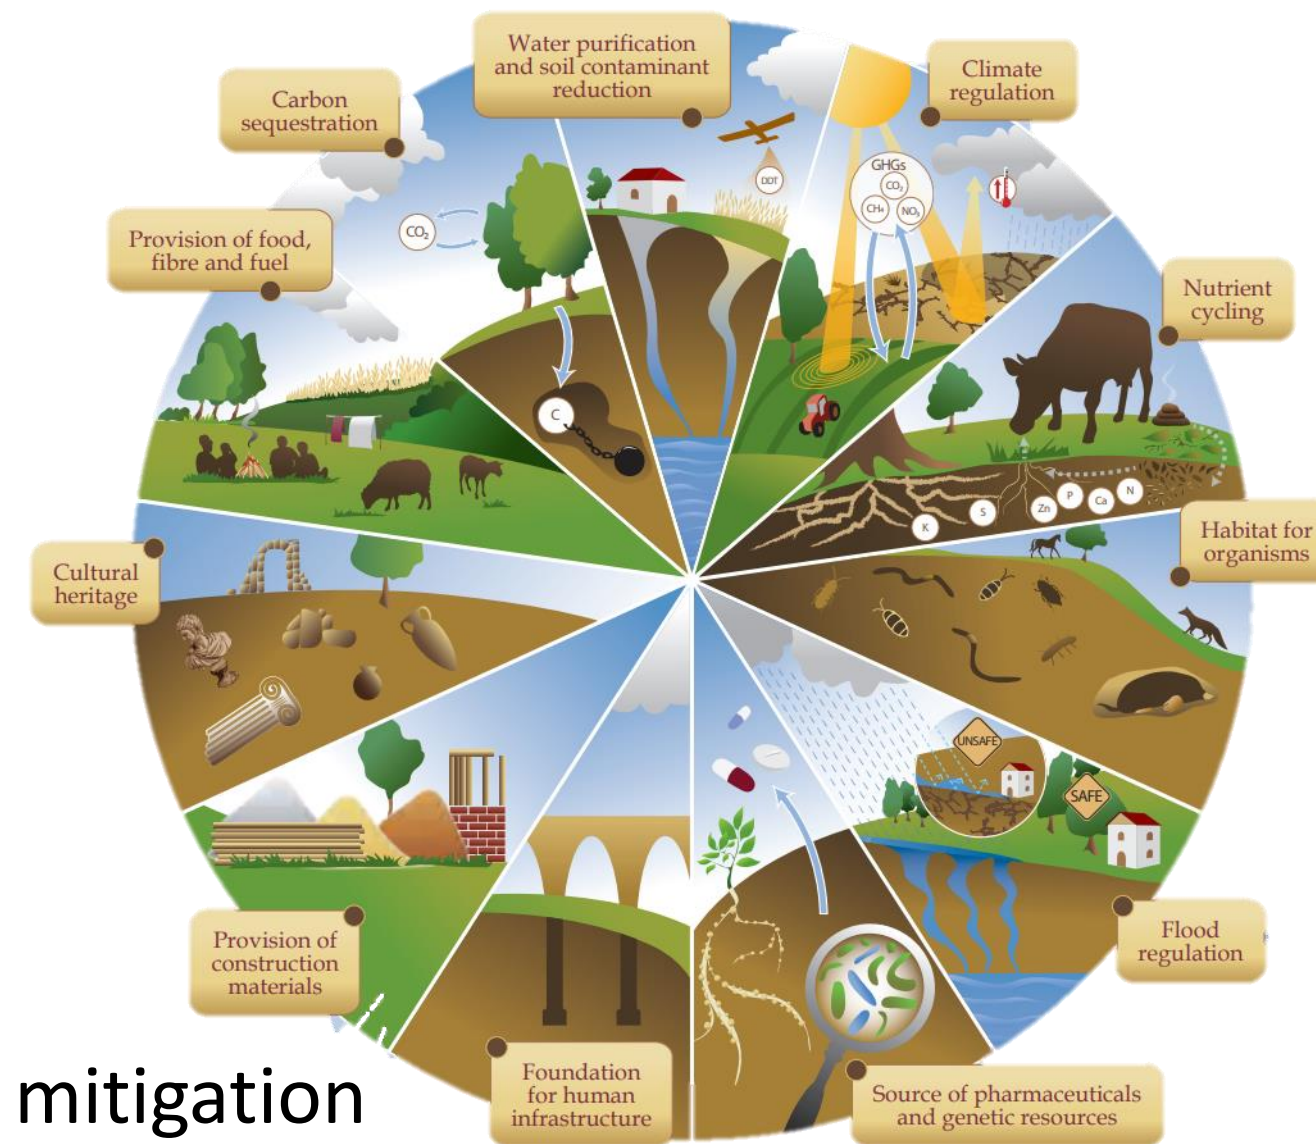 Water purification
and soil contaminant
reduction
Climate
regulation
Carbon
sequestration
DDT
GHGs
CO₂
CH₄
NO₃
Provision of food,
fibre and fuel
CO₂
Nutrient
cycling
C
K
S
Zn
P
Ca
N
Habitat for
organisms
Cultural
heritage
UNSAFE
SAFE
Provision of
construction
materials
Flood
regulation
Foundation
for human
infrastructure
Source of pharmaceuticals
and genetic resources
mitigation